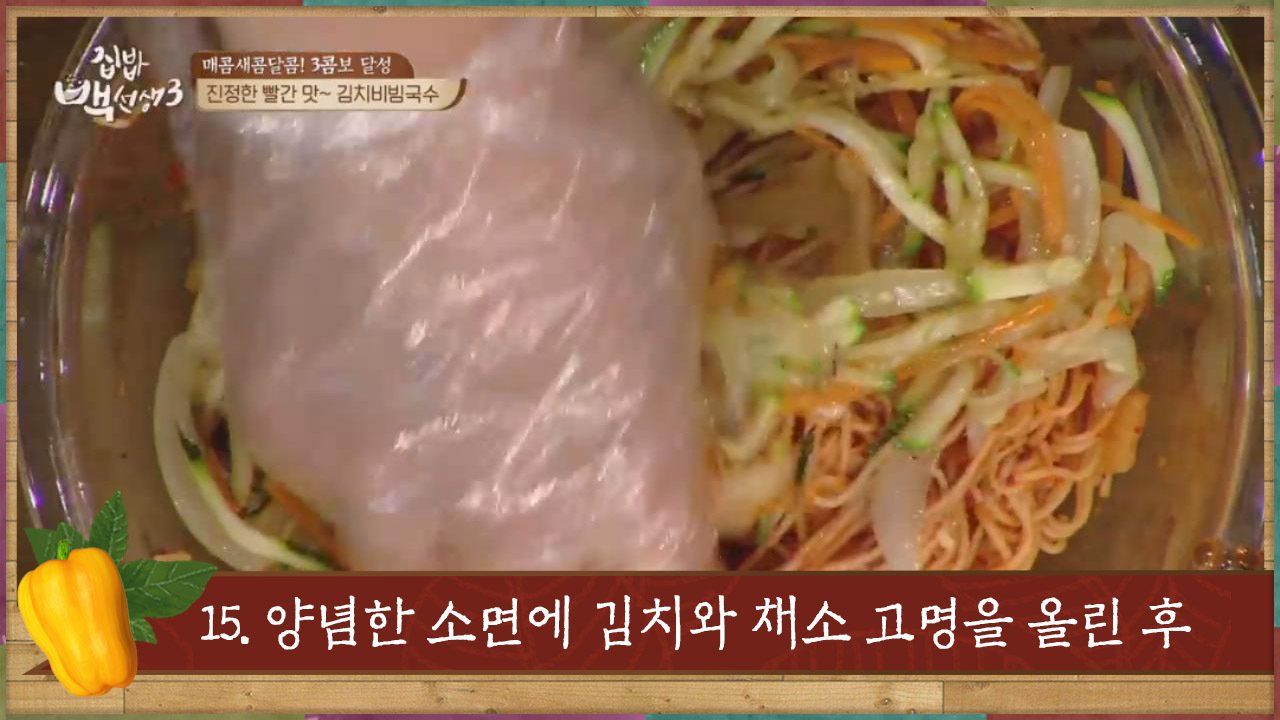 집밥
백선생3
매콤새콤달콤! 3콤보 달성
진정한 빨간 맛~ 김치비빔국수
15. 양념한 소면에 김치와 채소 고명을 올린 후